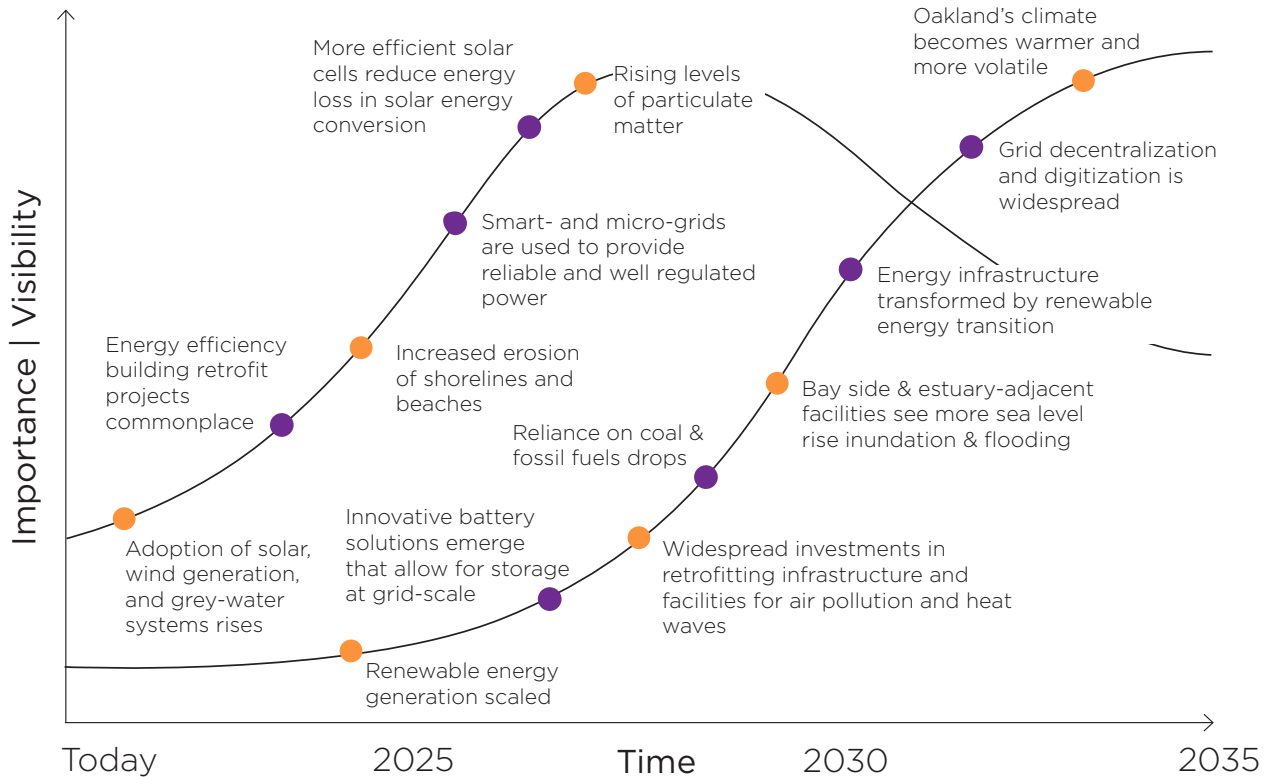 Importance | Visibility
More efficient solar
cells reduce energy
loss in solar energy
conversion
Rising levels
of particulate
matter
Oakland’s climate
becomes warmer and
more volatile
Grid decentralization
and digitization is
widespread
Smart- and micro-grids
are used to provide
reliable and well regulated
power
Energy infrastructure
transformed by renewable
energy transition
Energy efficiency
building retrofit
projects
commonplace
Increased erosion
of shorelines and
beaches
Bay side & estuary-adjacent
facilities see more sea level
rise inundation & flooding
Reliance on coal &
fossil fuels drops
Adoption of solar,
wind generation,
and grey-water
systems rises
Innovative battery
solutions emerge
that allow for storage
at grid-scale
Widespread investments in
retrofitting infrastructure and
facilities for air pollution and heat
waves
Renewable energy
generation scaled
Today
2025
Time
2030
2035